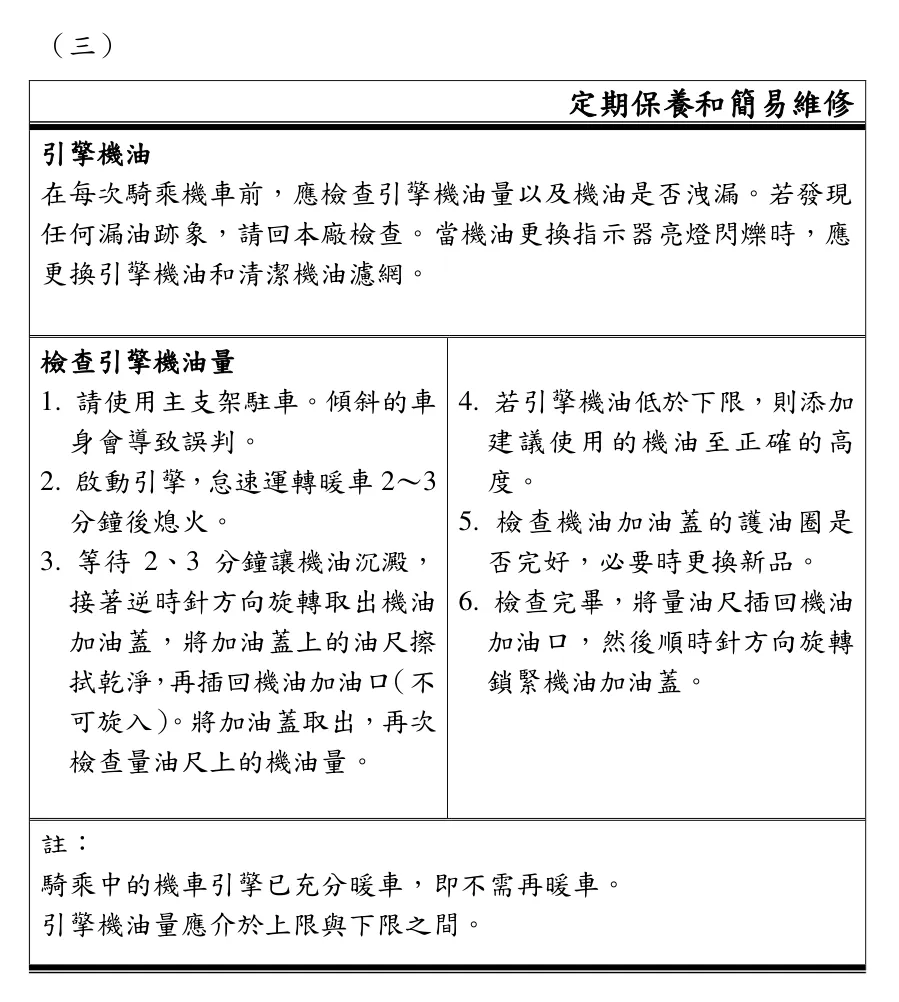 （三）
定期保養和簡易維修
引擎機油
在每次騎乘機車前，應檢查引擎機油量以及機油是否洩漏。若發現
任何漏油跡象，請回本廠檢查。當機油更換指示器亮燈閃爍時，應
更換引擎機油和清潔機油濾網。
檢查引擎機油量
1. 請使用主支架駐車。傾斜的車
身會導致誤判。
2. 啟動引擎，怠速運轉暖車 2～3
分鐘後熄火。
3. 等待 2、3 分鐘讓機油沉澱，
接著逆時針方向旋轉取出機油
加油蓋，將加油蓋上的油尺擦
拭乾淨，再插回機油加油口（不
可旋入）。將加油蓋取出，再次
檢查量油尺上的機油量。
4. 若引擎機油低於下限，則添加
建議使用的機油至正確的高
度。
5. 檢查機油加油蓋的護油圈是
否完好，必要時更換新品。
6. 檢查完畢，將量油尺插回機油
加油口，然後順時針方向旋轉
鎖緊機油加油蓋。
註：
騎乘中的機車引擎已充分暖車，即不需再暖車。
引擎機油量應介於上限與下限之間。